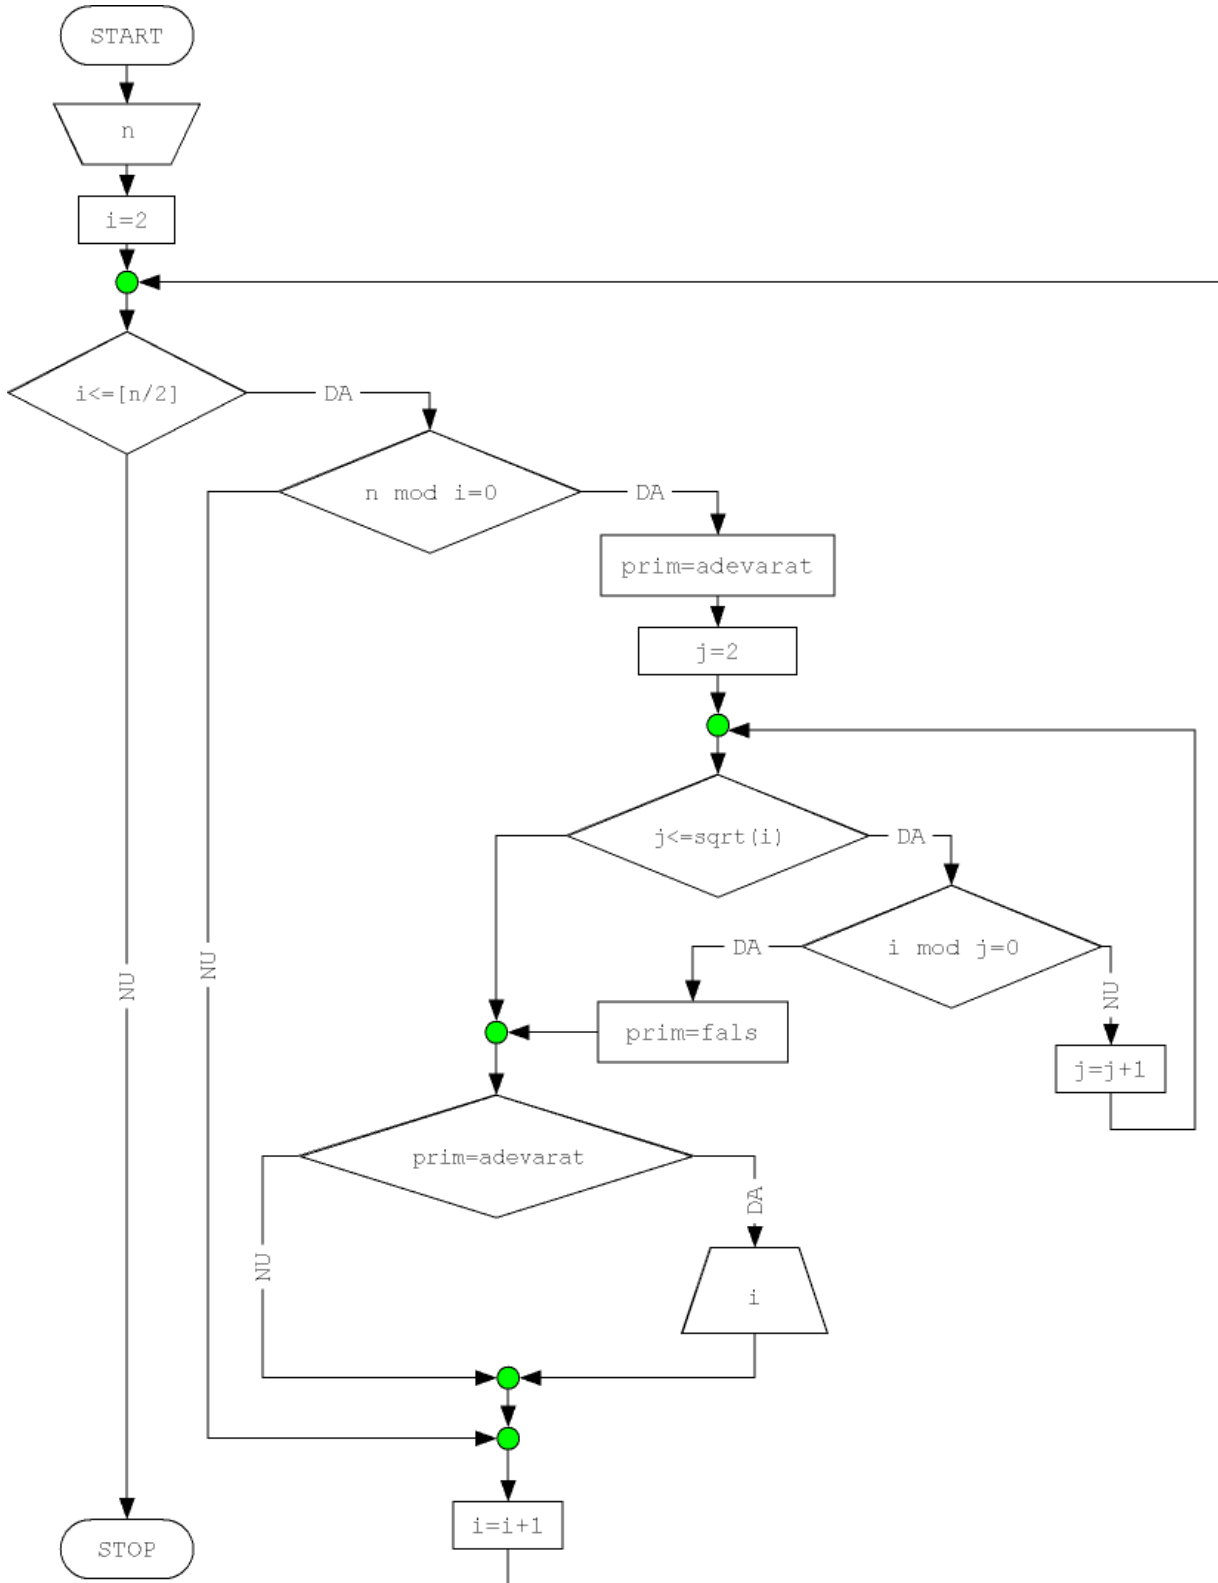 START
n
i=2
i<=[n/2]
DA
n mod i=0
DA
prim=adevarat
j=2
j<=sqrt(i)
DA
i mod j=0
DA
NU
NU
NU
prim=fals
j=j+1
prim=adevarat
DA
NU
i
i=i+1
STOP